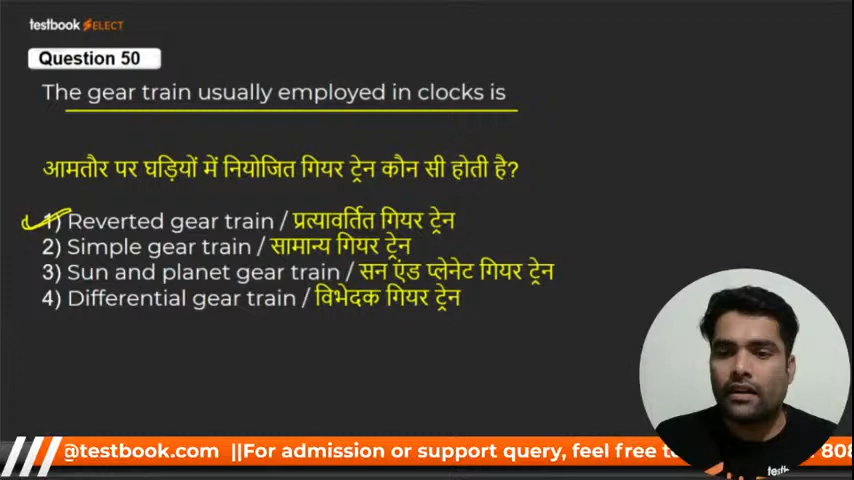 testbook SELECT
Question 50
The gear train usually employed in clocks is
आमतौर पर घड़ियों में नियोजित गियर ट्रेन कौन सी होती है?
1) Reverted gear train / प्रत्यावर्तित गियर ट्रेन
2) Simple gear train / सामान्य गियर ट्रेन
3) Sun and planet gear train / सन एंड प्लेनेट गियर ट्रेन
4) Differential gear train / विभेदक गियर ट्रेन
@testbook.com ||For admission or support query, feel free to 808